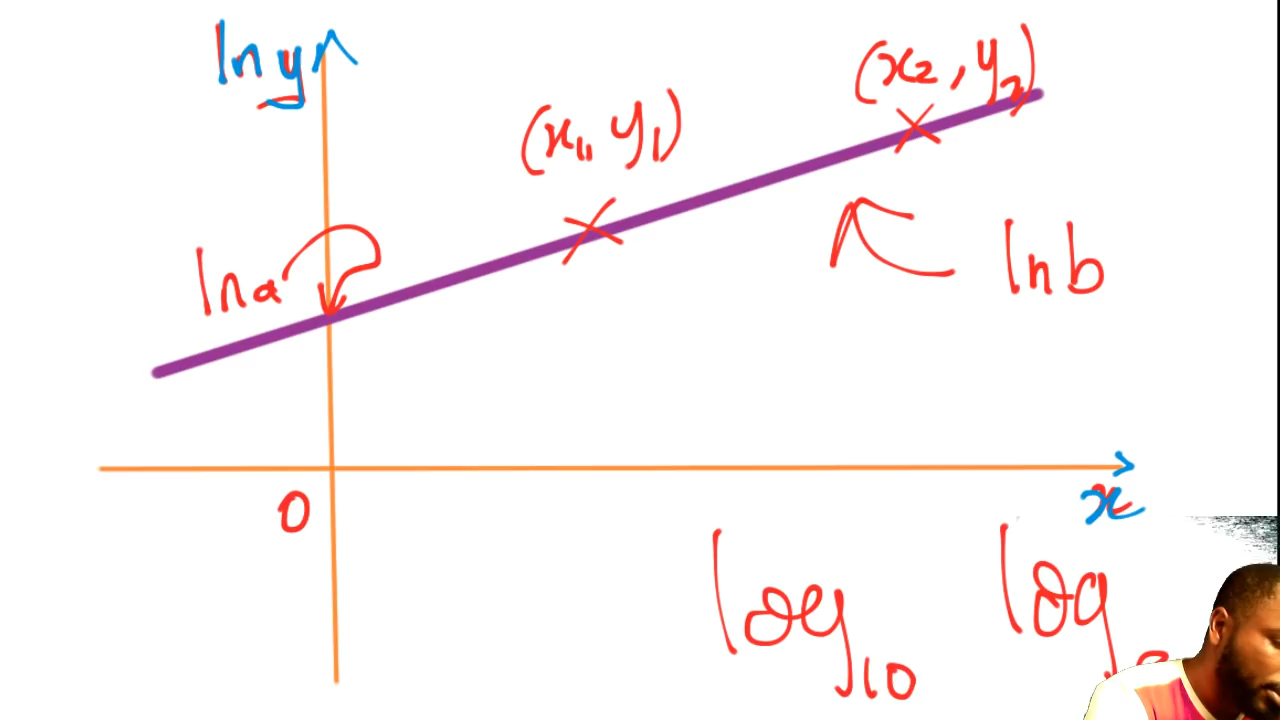 ln y
(x₁, y₁)
(x₂, y₂)
ln a
ln b
0
x
log₁₀
log